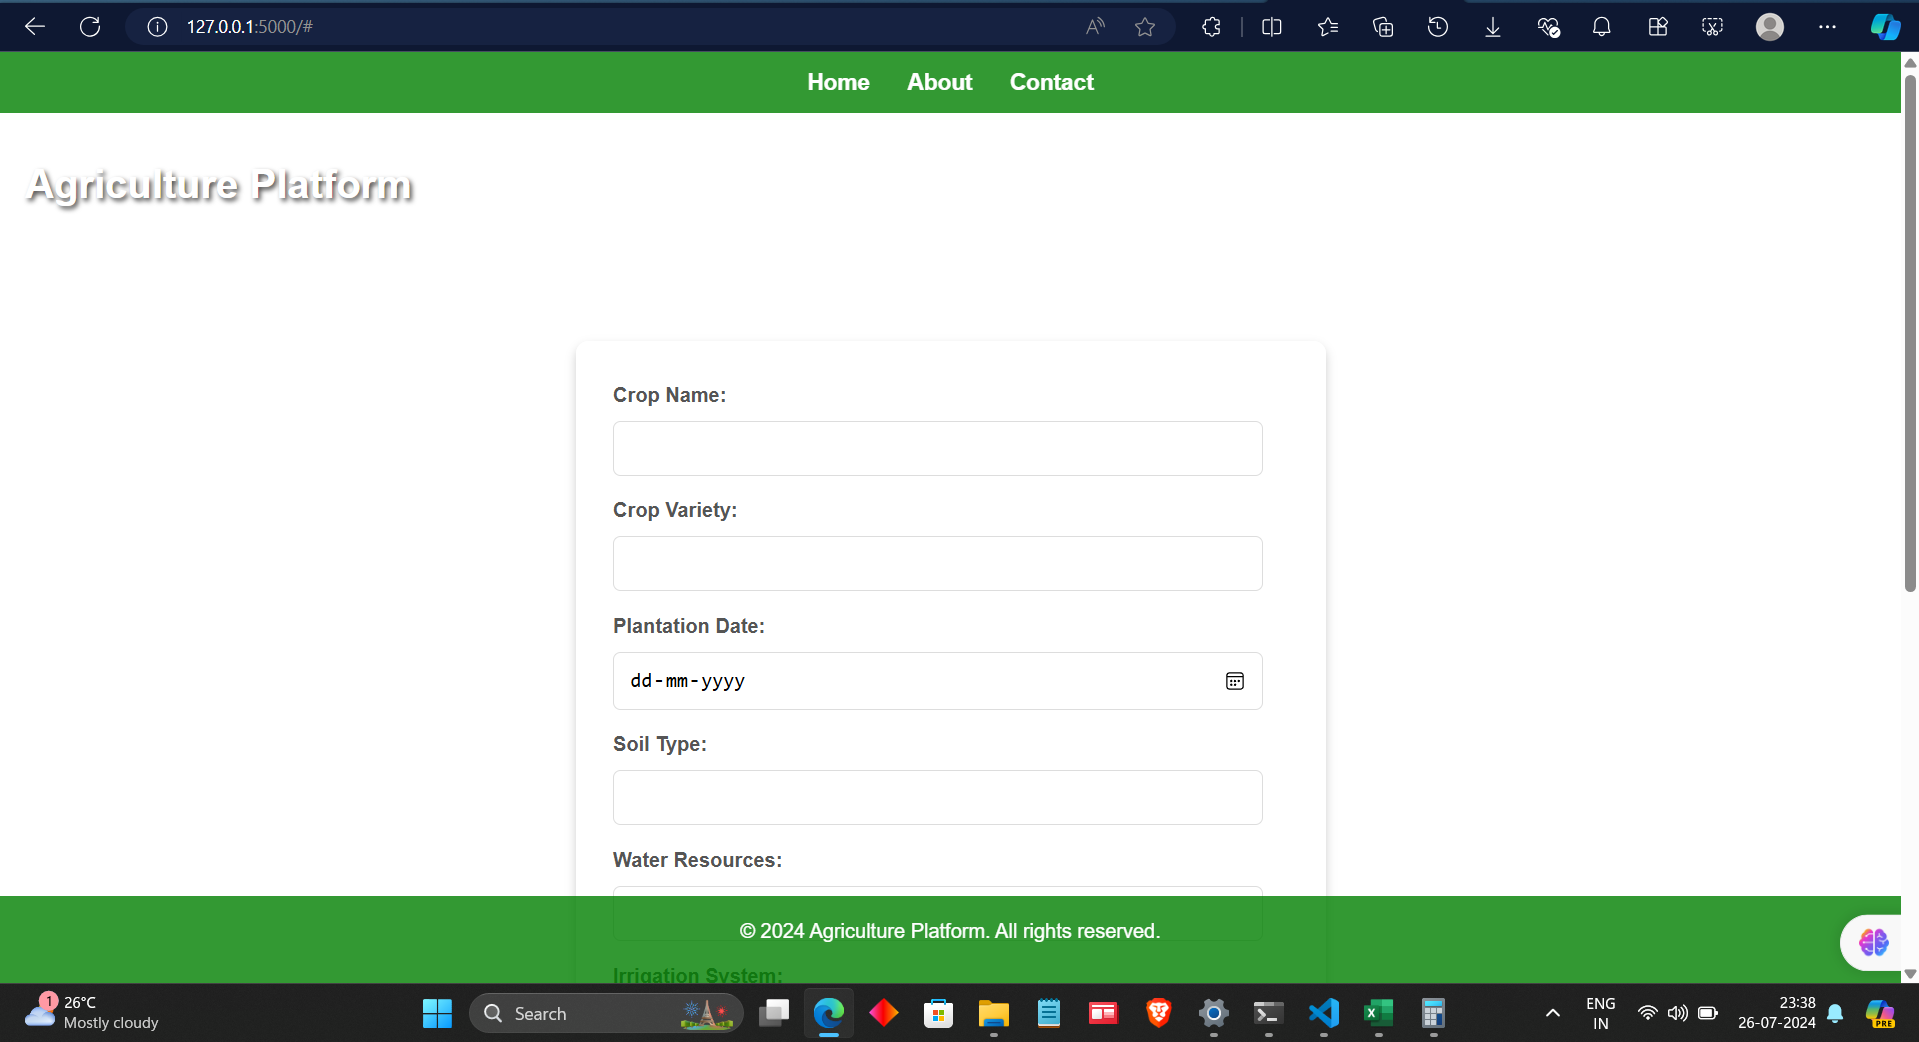 127.0.0.1:5000/#
Home About Contact
Agriculture Platform
Crop Name:
Crop Variety:
Plantation Date:
dd-mm-yyyy
Soil Type:
Water Resources:
© 2024 Agriculture Platform. All rights reserved.
Irrigation System:
1
26°C
Mostly cloudy
Search
ENG
IN
23:38
26-07-2024
PRE